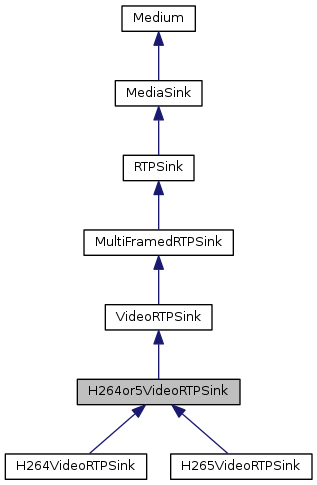 Medium
MediaSink
RTPSink
MultiFramedRTPSink
VideoRTPSink
H264or5VideoRTPSink
H264VideoRTPSink
H265VideoRTPSink